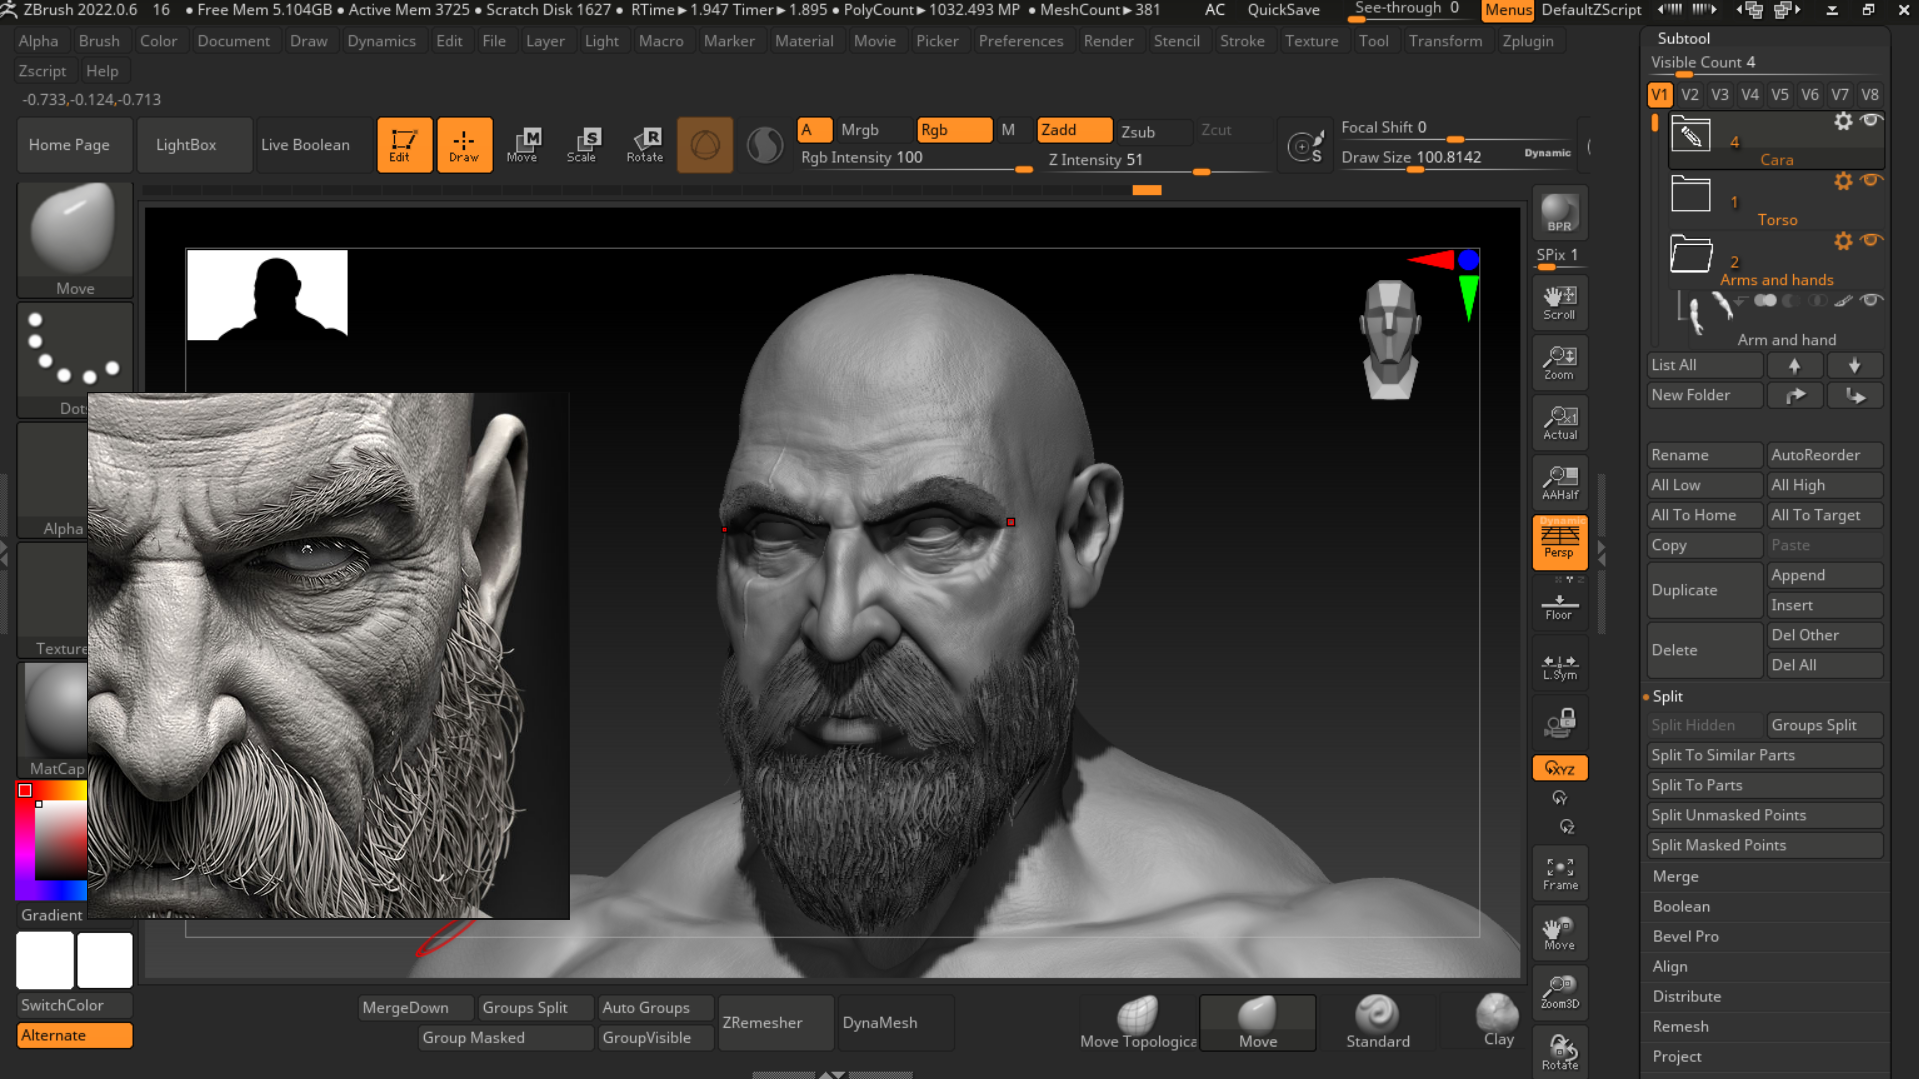 ZBrush 2022.0.6 16 • Free Mem 5.104GB • Active Mem 3725 • Scratch Disk 1627 • RTime►1.947 Timer►1.895 • PolyCount►1032.493 MP • MeshCount►381 AC QuickSave See-through 0 Menus DefaultZScript
Alpha Brush Color Document Draw Dynamics Edit File Layer Light Macro Marker Material Movie Picker Preferences Render Stencil Stroke Texture Tool Transform Zplugin
Zscript Help
-0.733,-0.124,-0.713
Home Page
LightBox
Live Boolean
Edit
Draw
Move
Scale
Rotate
A Mrgb Rgb M Zadd Zsub Zcut
Rgb Intensity 100 Z Intensity 51
Focal Shift 0
Draw Size 100.8142 Dynamic
Move
Dots
Alpha
Texture
MatCap
Gradient
SwitchColor
Alternate
BPR
SPix 1
Scroll
Zoom
Actual
AAHalf
Dynamic
Persp
Floor
L.Sym
XYZ
Y
Z
Frame
Move
Zoom3D
Rotate
MergeDown Groups Split Auto Groups
Group Masked GroupVisible
ZRemesher
DynaMesh
Move Topologica
Move
Standard
Clay
Subtool
Visible Count 4
V1 V2 V3 V4 V5 V6 V7 V8
4
Cara
1
Torso
2
Arms and hands
Arm and hand
List All
New Folder
Rename AutoReorder
All Low All High
All To Home All To Target
Copy Paste
Duplicate Append
Insert
Delete Del Other
Del All
Split
Split Hidden Groups Split
Split To Similar Parts
Split To Parts
Split Unmasked Points
Split Masked Points
Merge
Boolean
Bevel Pro
Align
Distribute
Remesh
Project